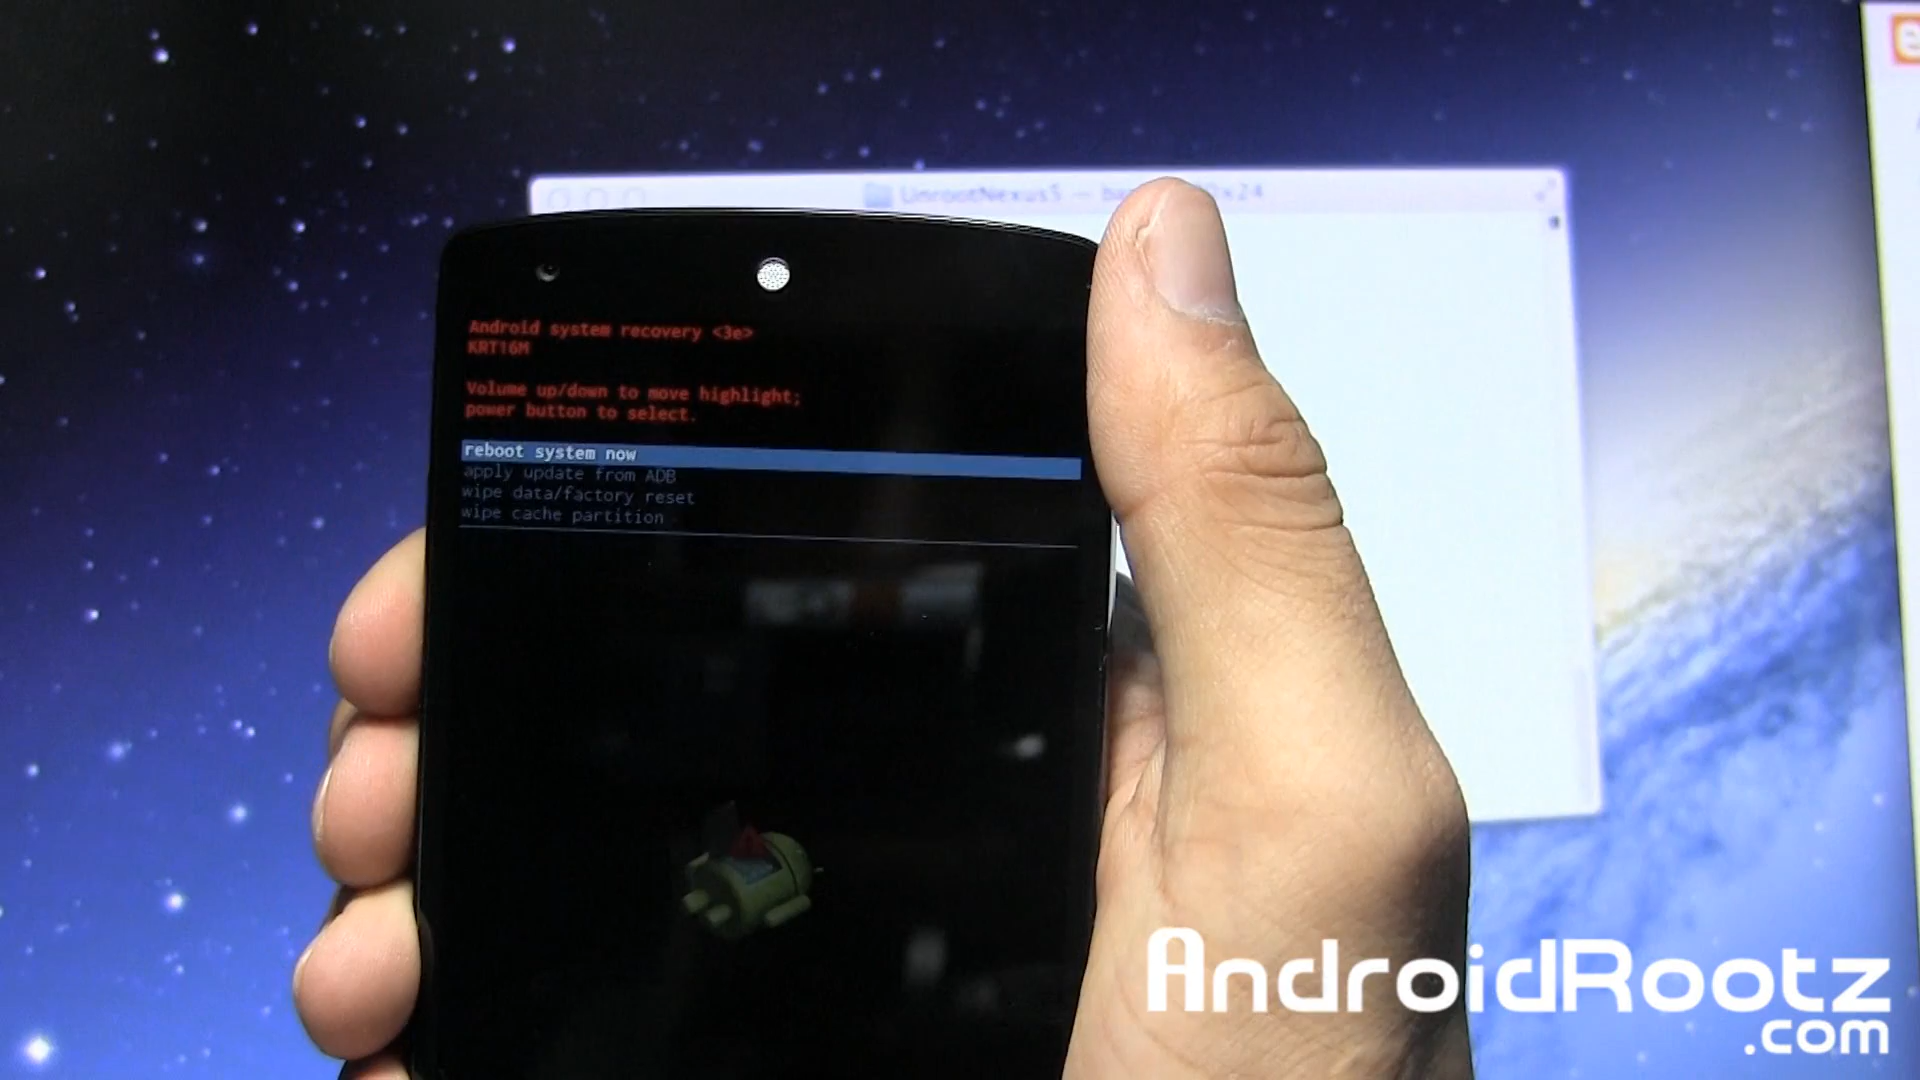 UnrootNexus5 — ba
Android system recovery <3e>
KRT16M
Volume up/down to move highlight;
power button to select.
reboot system now
apply update from ADB
wipe data/factory reset
wipe cache partition
AndroidRootz
.com